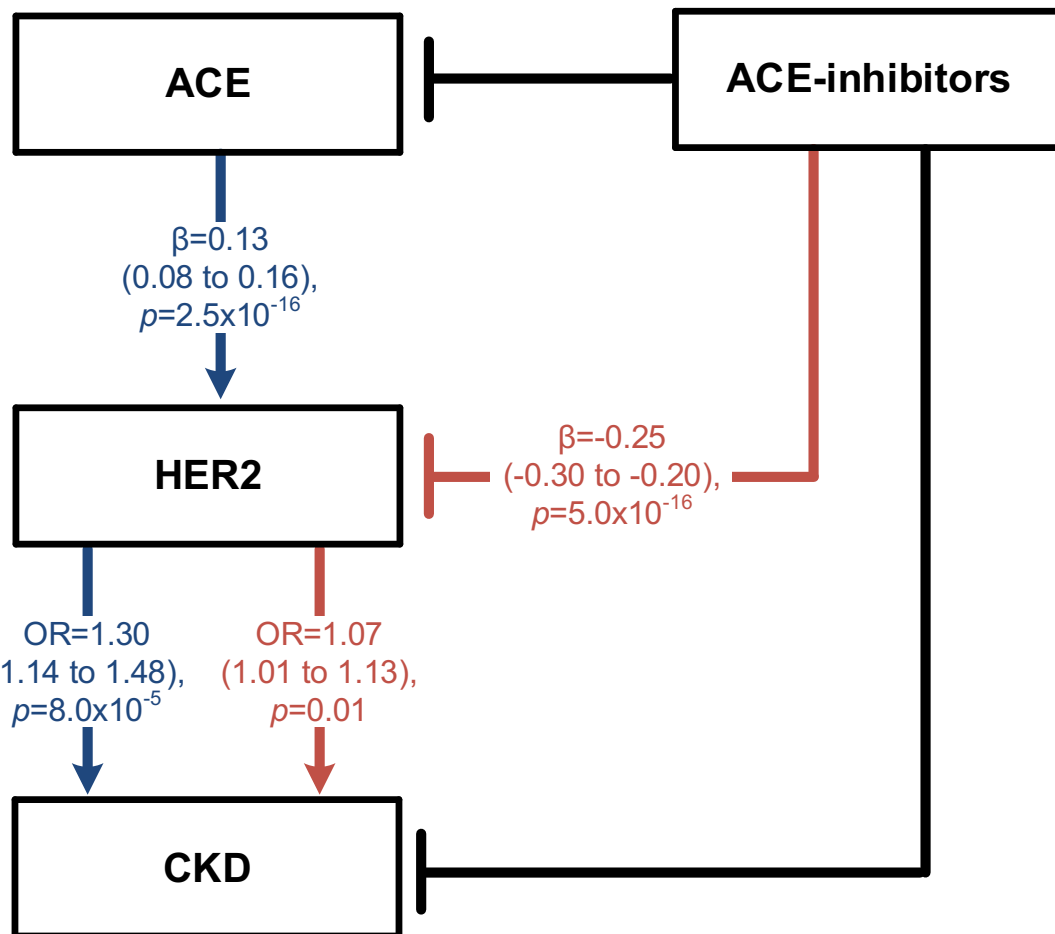 ACE
ACE-inhibitors
β=0.13
(0.08 to 0.16),
p=2.5x10⁻¹⁶
HER2
β=-0.25
(-0.30 to -0.20),
p=5.0x10⁻¹⁶
OR=1.30
1.14 to 1.48),
p=8.0x10⁻⁵
OR=1.07
(1.01 to 1.13),
p=0.01
CKD